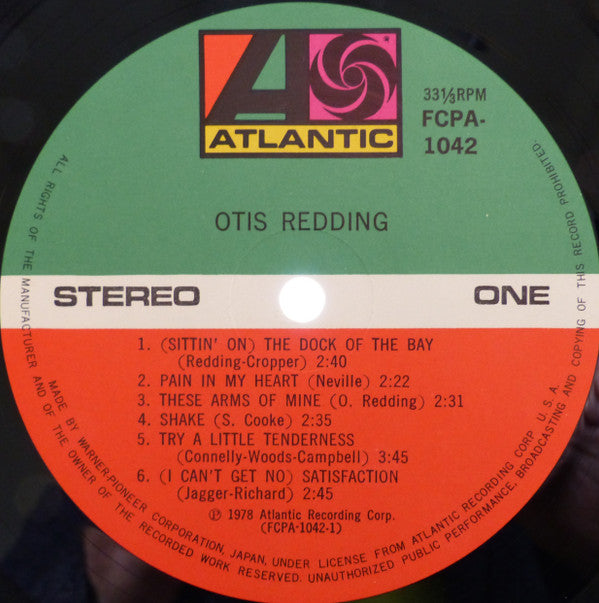 ATLANTIC
33⅓RPM
FCPA-
1042
OTIS REDDING
STEREO
ONE
1. (SITTIN' ON) THE DOCK OF THE BAY
(Redding-Cropper) 2:40
2. PAIN IN MY HEART (Neville) 2:22
3. THESE ARMS OF MINE (O. Redding) 2:31
4. SHAKE (S. Cooke) 2:35
5. TRY A LITTLE TENDERNESS
(Connelly-Woods-Campbell) 3:45
6. (I CAN'T GET NO) SATISFACTION
(Jagger-Richard) 2:45
Ⓟ 1978 Atlantic Recording Corp.
(FCPA-1042-1)
MADE BY WARNER-PIONEER CORPORATION, JAPAN, UNDER LICENSE FROM ATLANTIC RECORDING CORP. U.S.A.
ALL RIGHTS OF THE MANUFACTURER AND OF THE OWNER OF THE RECORDED WORK RESERVED. UNAUTHORIZED PUBLIC PERFORMANCE, BROADCASTING AND COPYING OF THIS RECORD PROHIBITED.